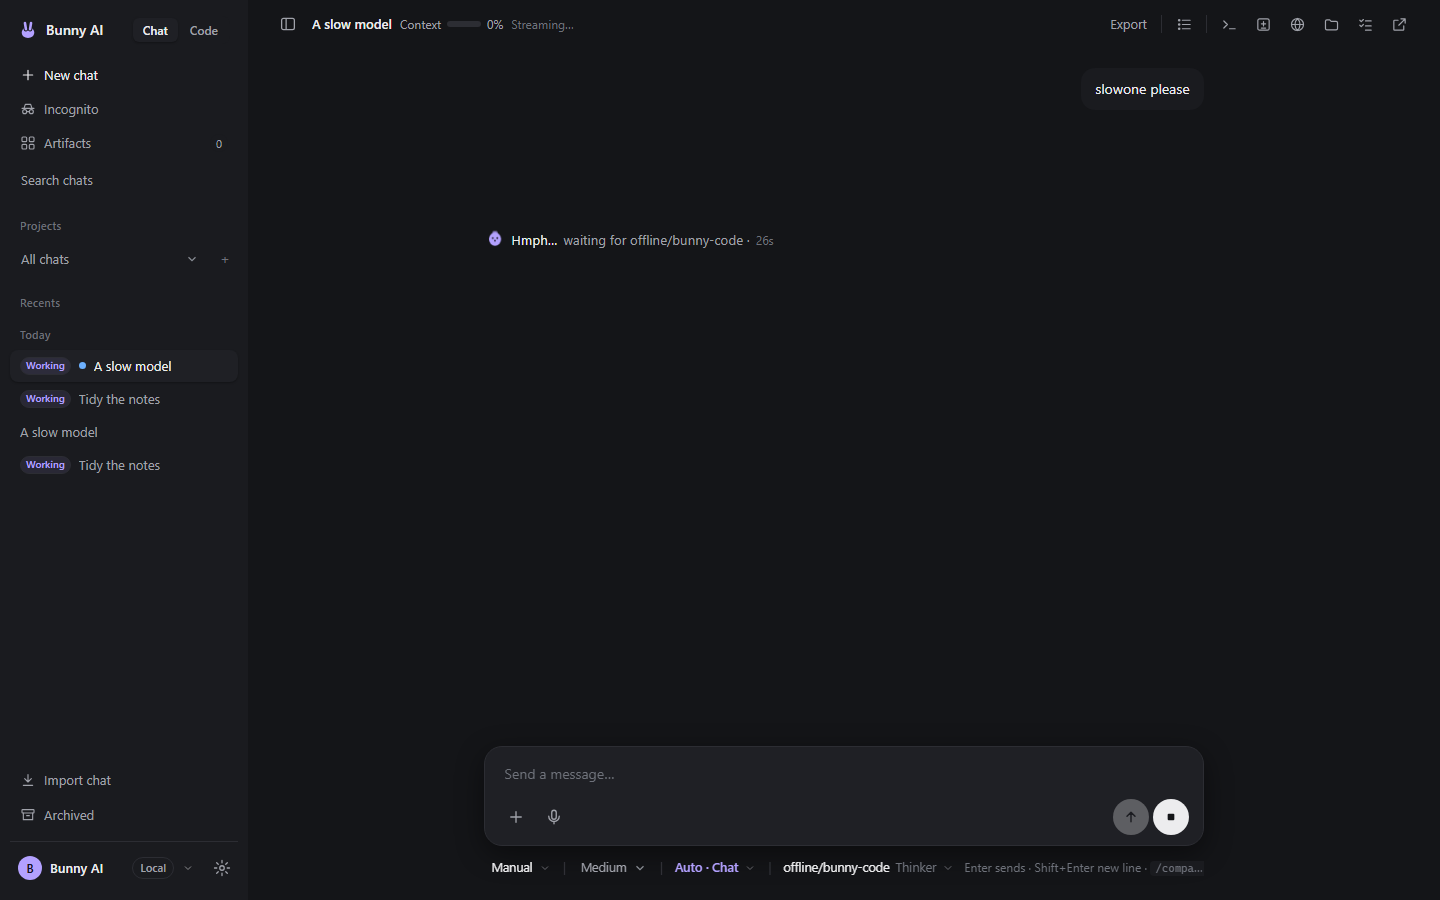 Bunny AI
Chat
Code
New chat
Incognito
Artifacts
0
Search chats
Projects
All chats
+
Recents
Today
Working
A slow model
Working
Tidy the notes
A slow model
Working
Tidy the notes
Import chat
Archived
B
Bunny AI
Local
A slow model
Context
0%
Streaming...
Export
slowone please
Hmph... waiting for offline/bunny-code · 26s
Send a message...
Manual
Medium
Auto · Chat
offline/bunny-code Thinker
Enter sends · Shift+Enter new line · /compa...